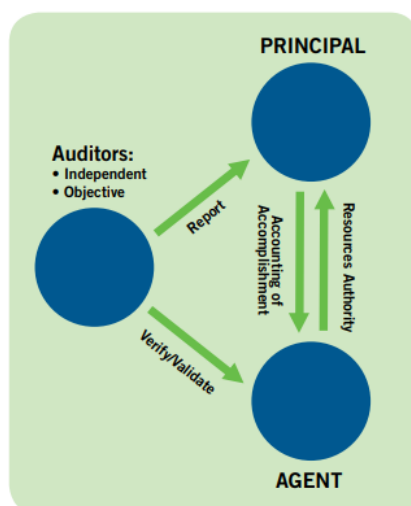 PRINCIPAL
Auditors:
• Independent
• Objective
Report
Accounting of
Accomplishment
Resources Authority
Verify/Validate
AGENT